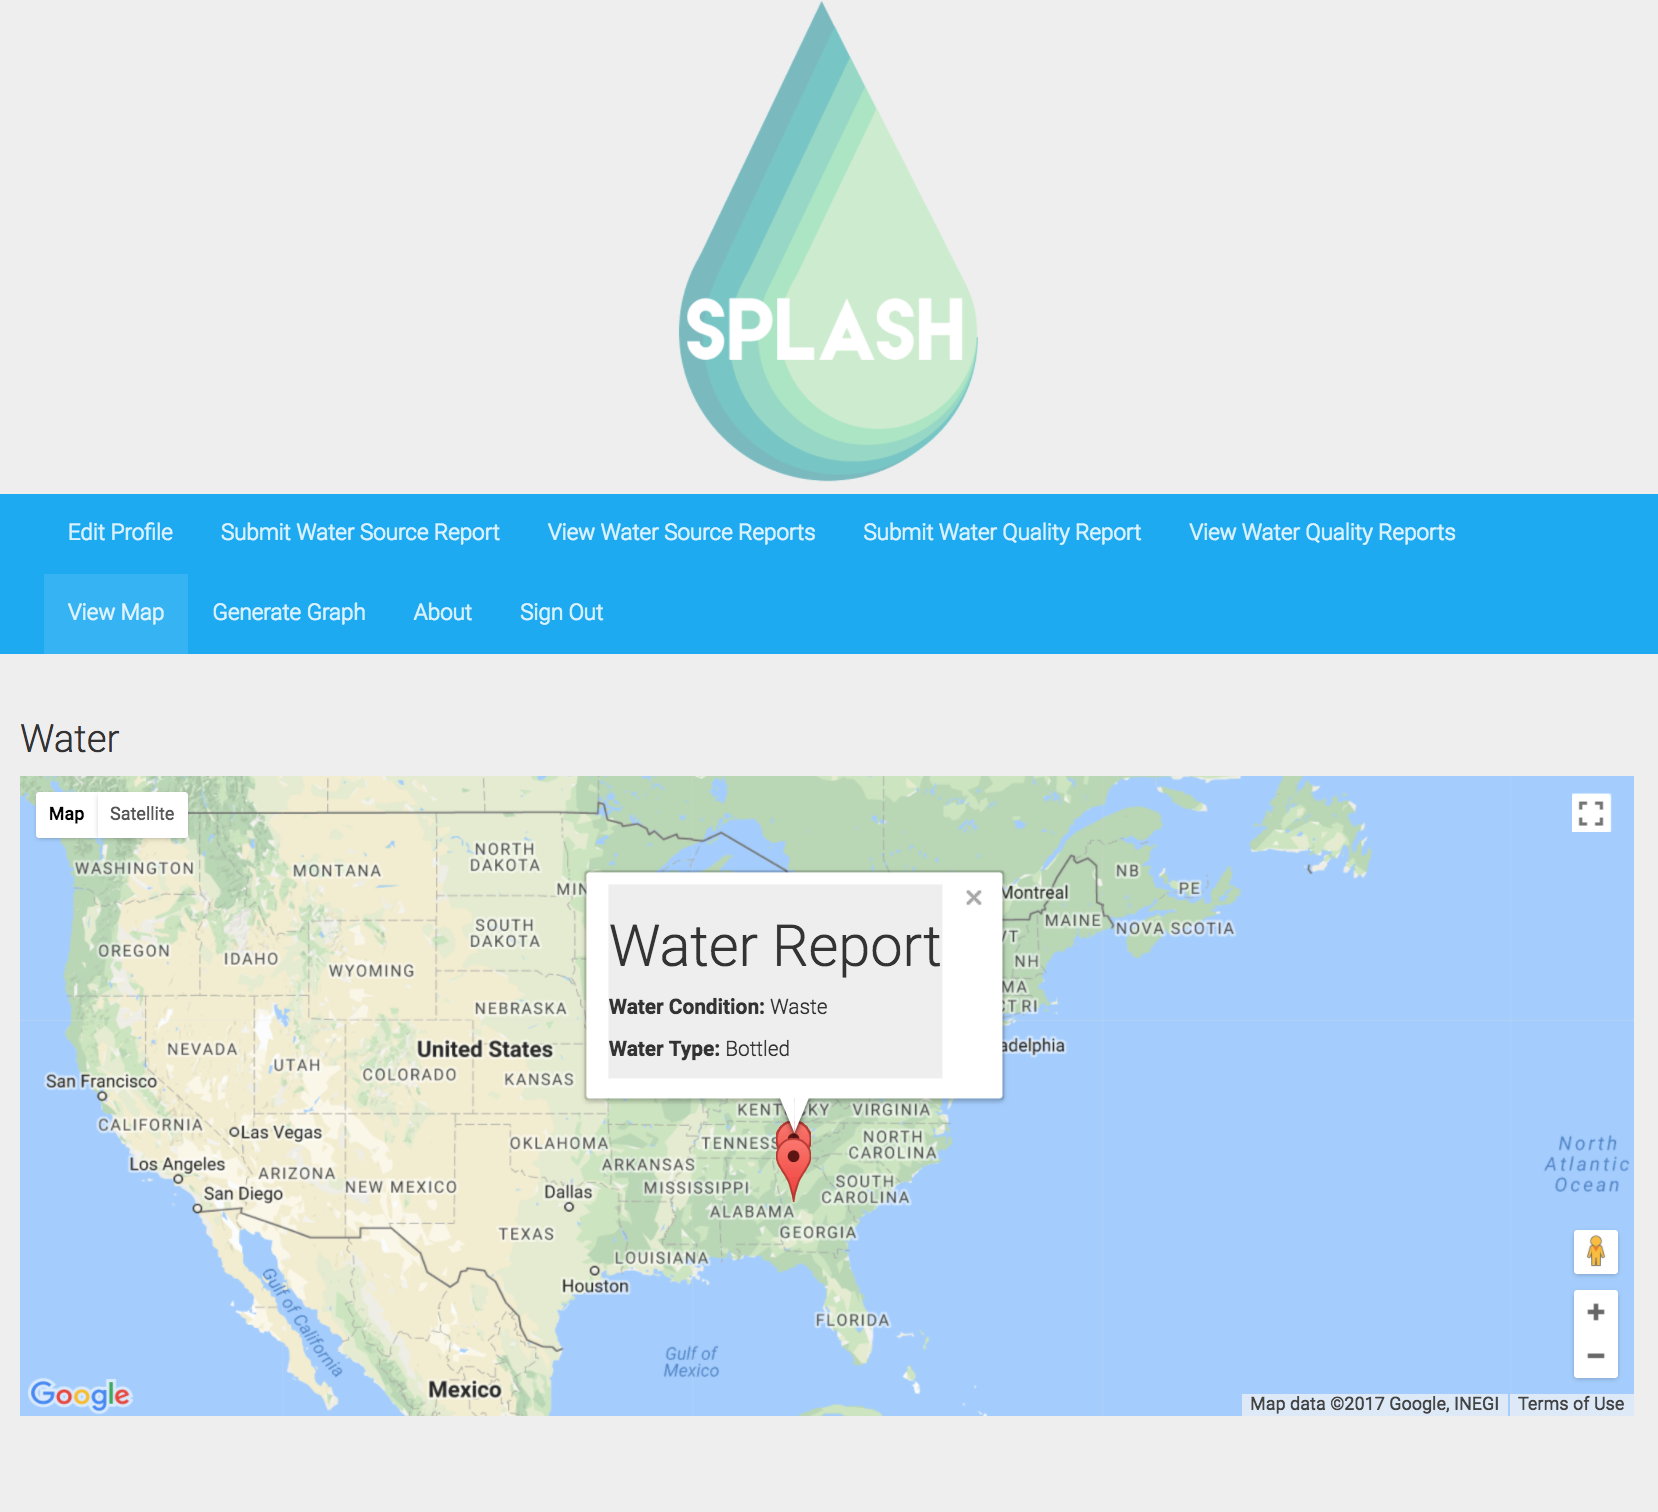 SPLASH
Edit Profile
Submit Water Source Report
View Water Source Reports
Submit Water Quality Report
View Water Quality Reports
View Map
Generate Graph
About
Sign Out
Water
Map
Satellite
WASHINGTON
MONTANA
NORTH
DAKOTA
MIN
OREGON
IDAHO
WYOMING
SOUTH
DAKOTA
NEBRASKA
NEVADA
UTAH
COLORADO
United States
KANSAS
San Francisco
CALIFORNIA
Las Vegas
Los Angeles
San Diego
ARIZONA
NEW MEXICO
OKLAHOMA
ARKANSAS
Dallas
TEXAS
MISSISSIPPI
LOUISIANA
Houston
Water Report
Water Condition: Waste
Water Type: Bottled
Montreal
NB
PE
MAINE
NOVA SCOTIA
VT
NH
MA
CT RI
adelphia
KENT KY
VIRGINIA
TENNES
NORTH
CAROLINA
SOUTH
CAROLINA
ALABAMA
GEORGIA
FLORIDA
Gulf of
Mexico
Gulf of California
Mexico
North
Atlantic
Ocean
Google
Map data ©2017 Google, INEGI
Terms of Use